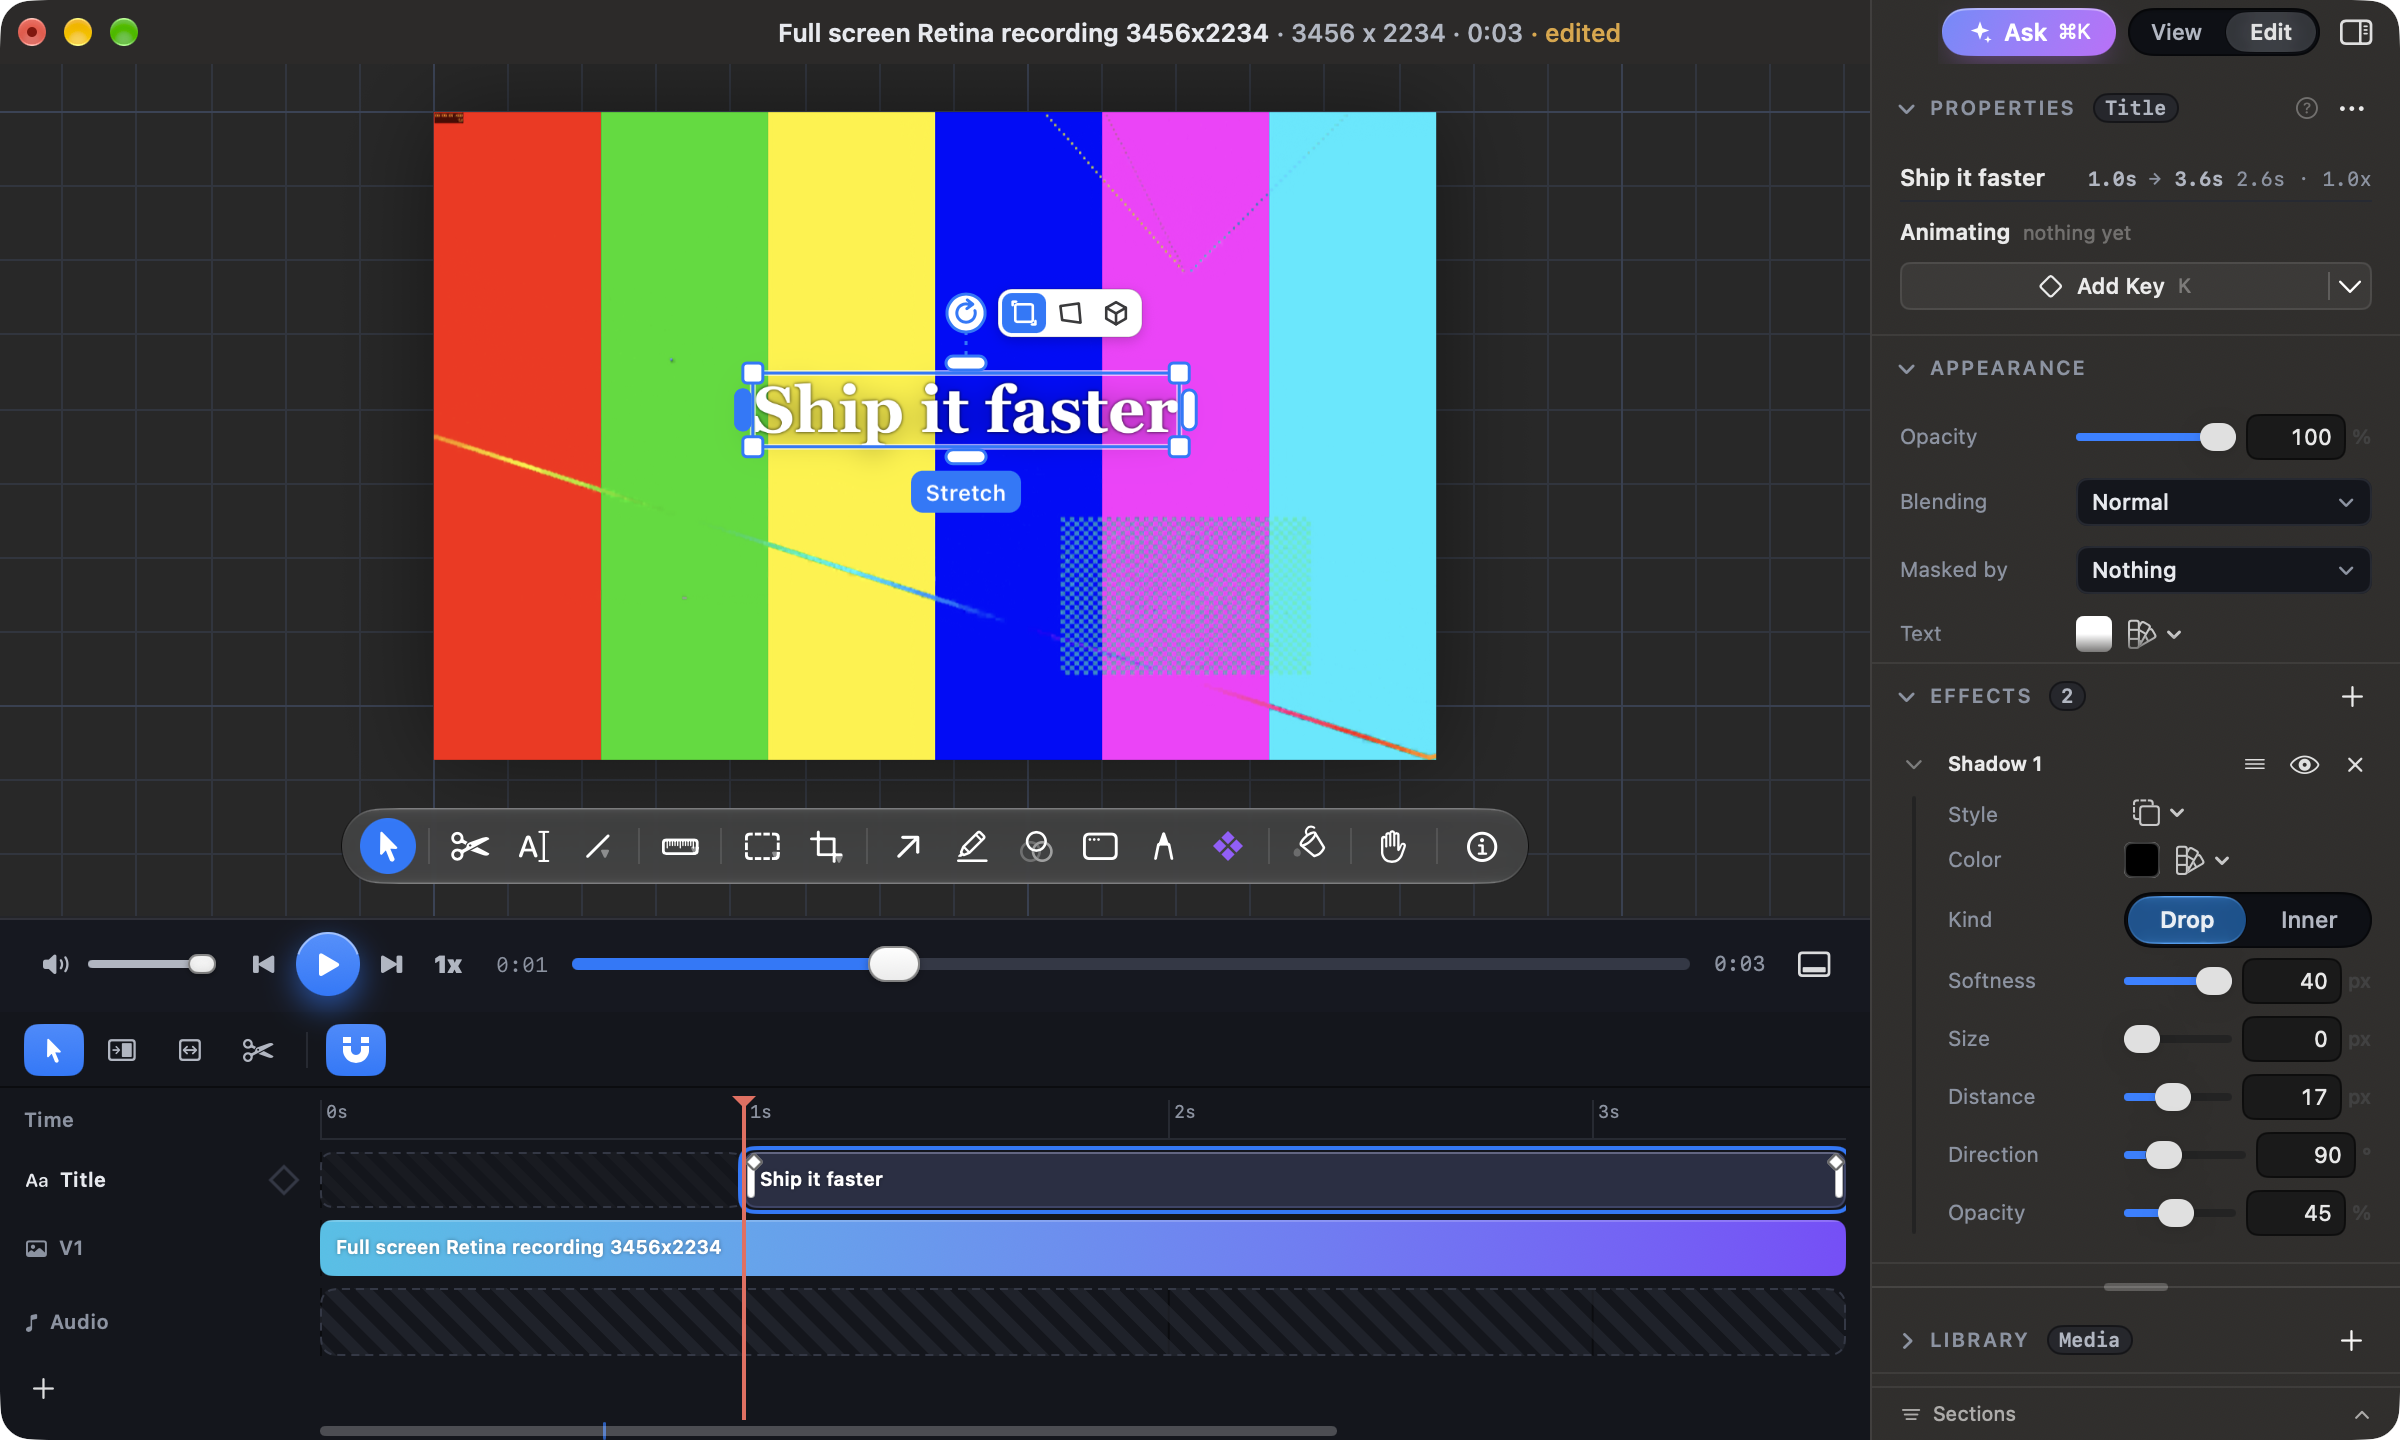 Full screen Retina recording 3456x2234 · 3456 x 2234 · 0:03 · edited
Ask ⌘K
View
Edit
PROPERTIES Title
Ship it faster 1.0s → 3.6s 2.6s · 1.0x
Animating nothing yet
Add Key K
APPEARANCE
Opacity 100 %
Blending Normal
Masked by Nothing
Text
EFFECTS 2
Shadow 1
Style
Color
Kind Drop Inner
Softness 40 px
Size 0 px
Distance 17 px
Direction 90 °
Opacity 45 %
LIBRARY Media
Sections
Ship it faster
Stretch
1x 0:01 0:03
Time 0s 1s 2s 3s
Aa Title Ship it faster
V1 Full screen Retina recording 3456x2234
Audio